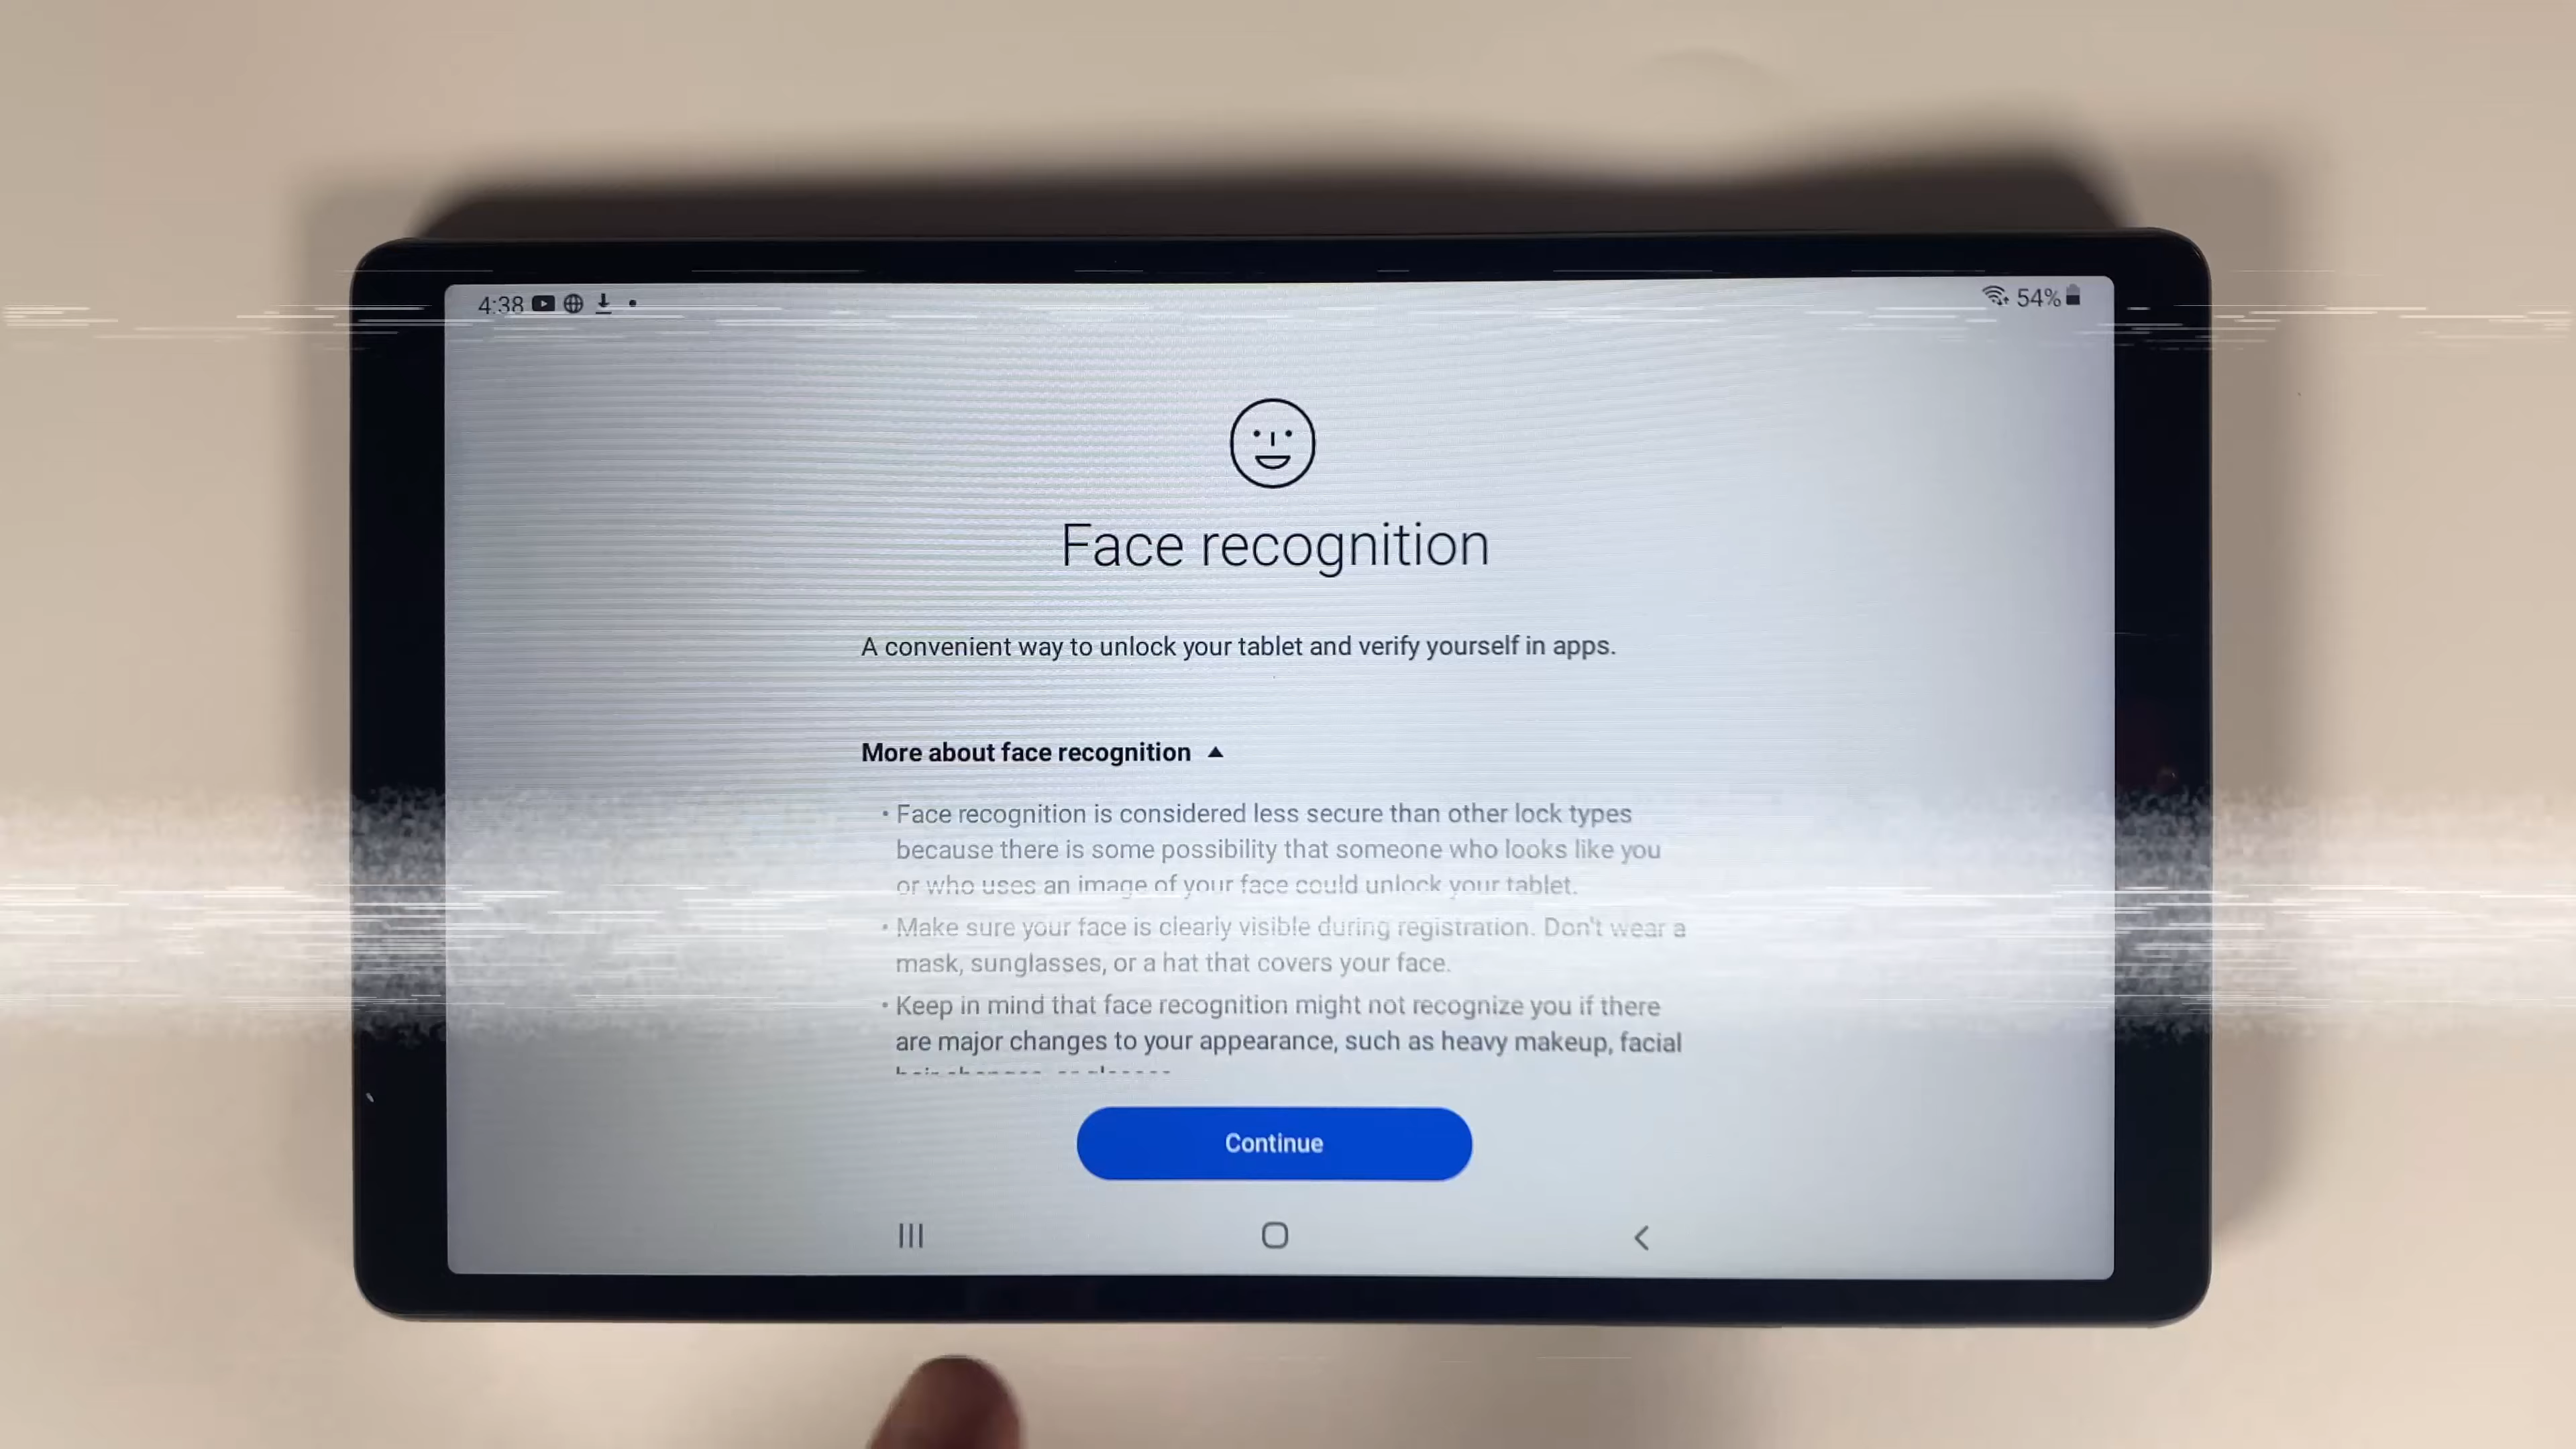 4:38
54%
Face recognition
A convenient way to unlock your tablet and verify yourself in apps.
More about face recognition
• Face recognition is considered less secure than other lock types
because there is some possibility that someone who looks like you
or who uses an image of your face could unlock your tablet.
• Make sure your face is clearly visible during registration. Don't wear a
mask, sunglasses, or a hat that covers your face.
• Keep in mind that face recognition might not recognize you if there
are major changes to your appearance, such as heavy makeup, facial
hair changes, or glasses.
Continue